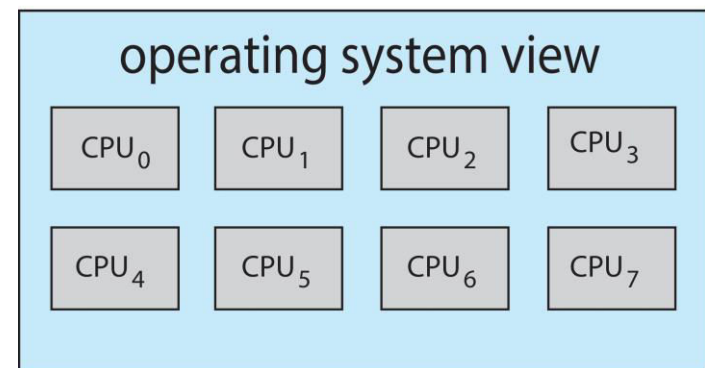 operating system view
CPU₀ CPU₁ CPU₂ CPU₃
CPU₄ CPU₅ CPU₆ CPU₇